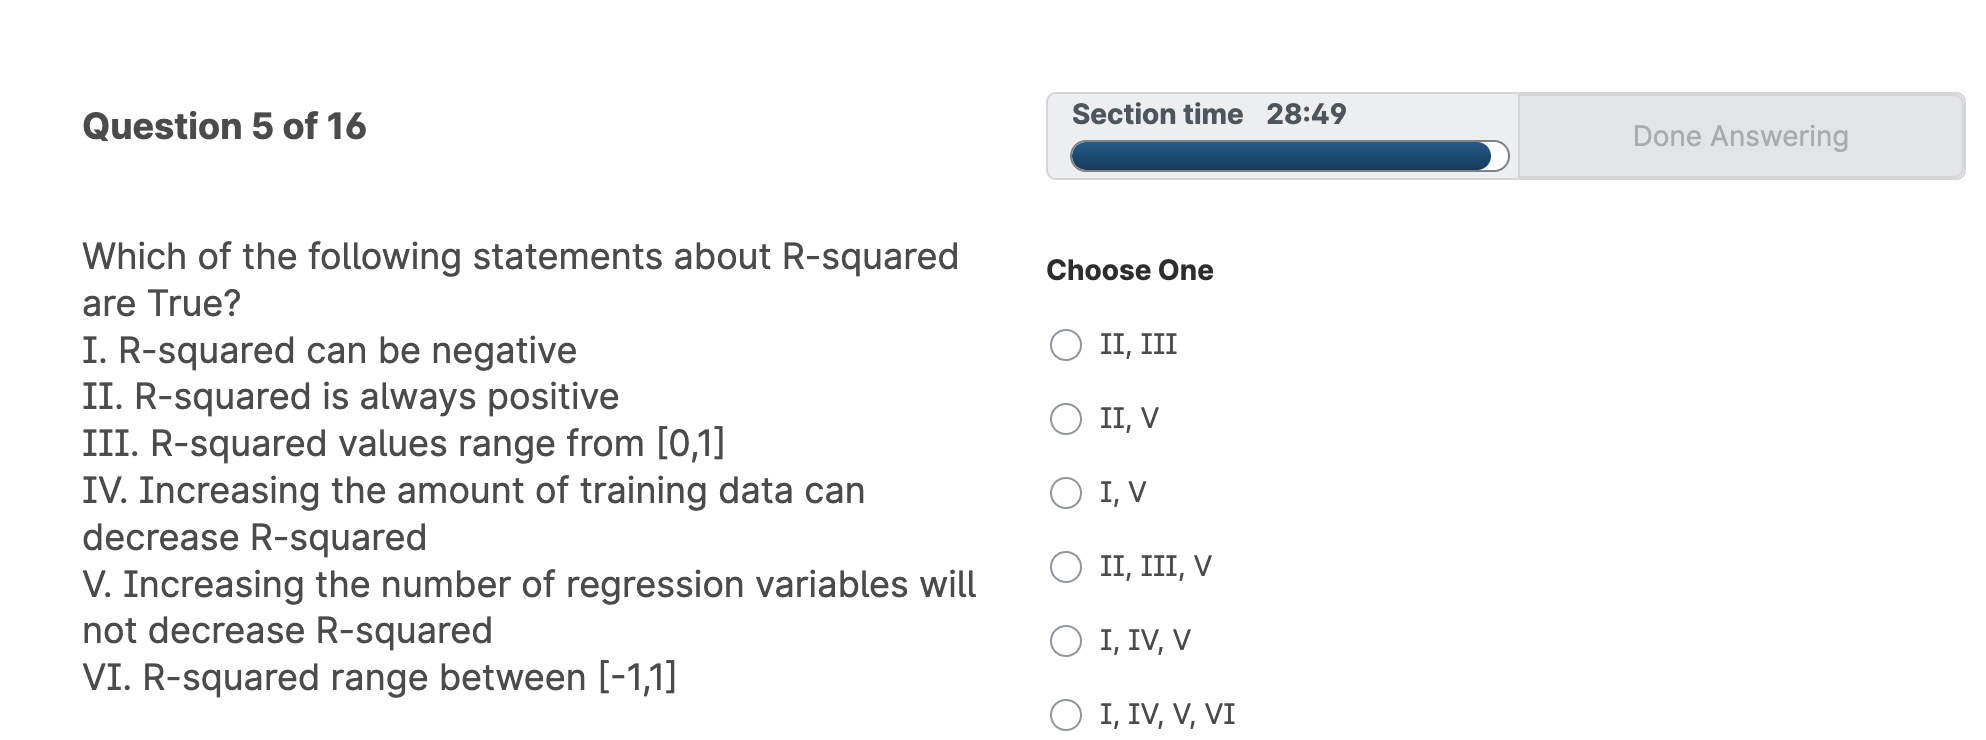 Question 5 of 16
Section time 28:49
Done Answering
Which of the following statements about R-squared
are True?
I. R-squared can be negative
II. R-squared is always positive
III. R-squared values range from [0,1]
IV. Increasing the amount of training data can
decrease R-squared
V. Increasing the number of regression variables will
not decrease R-squared
VI. R-squared range between [-1,1]
Choose One
II, III
II, V
I, V
II, III, V
I, IV, V
I, IV, V, VI